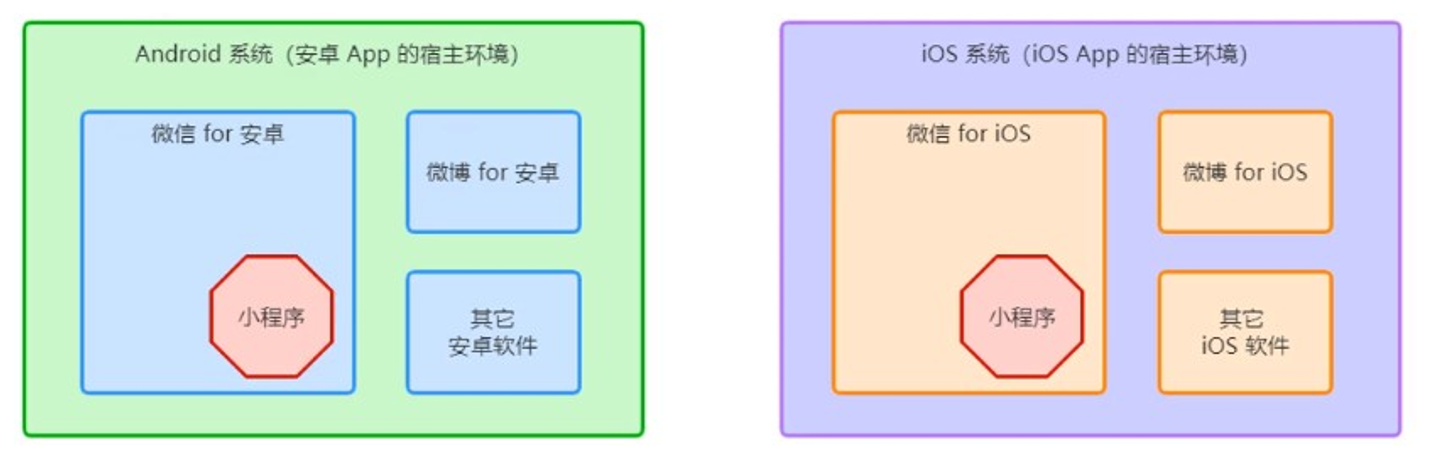 Android 系统（安卓 App 的宿主环境）
微信 for 安卓
微博 for 安卓
小程序
其它
安卓软件
iOS 系统（iOS App 的宿主环境）
微信 for iOS
微博 for iOS
小程序
其它
iOS 软件